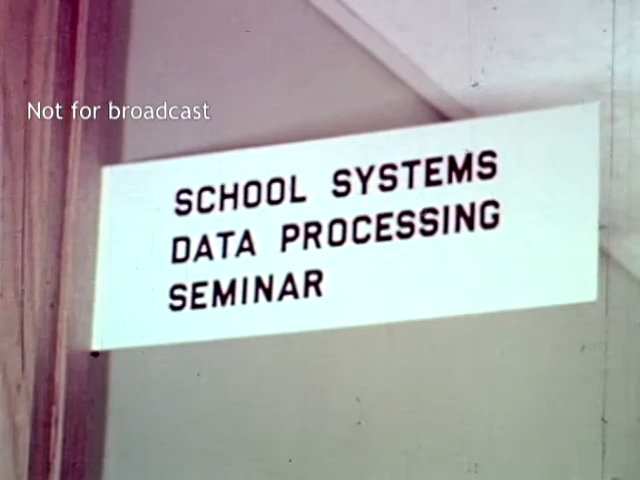 Not for broadcast
SCHOOL SYSTEMS
DATA PROCESSING
SEMINAR